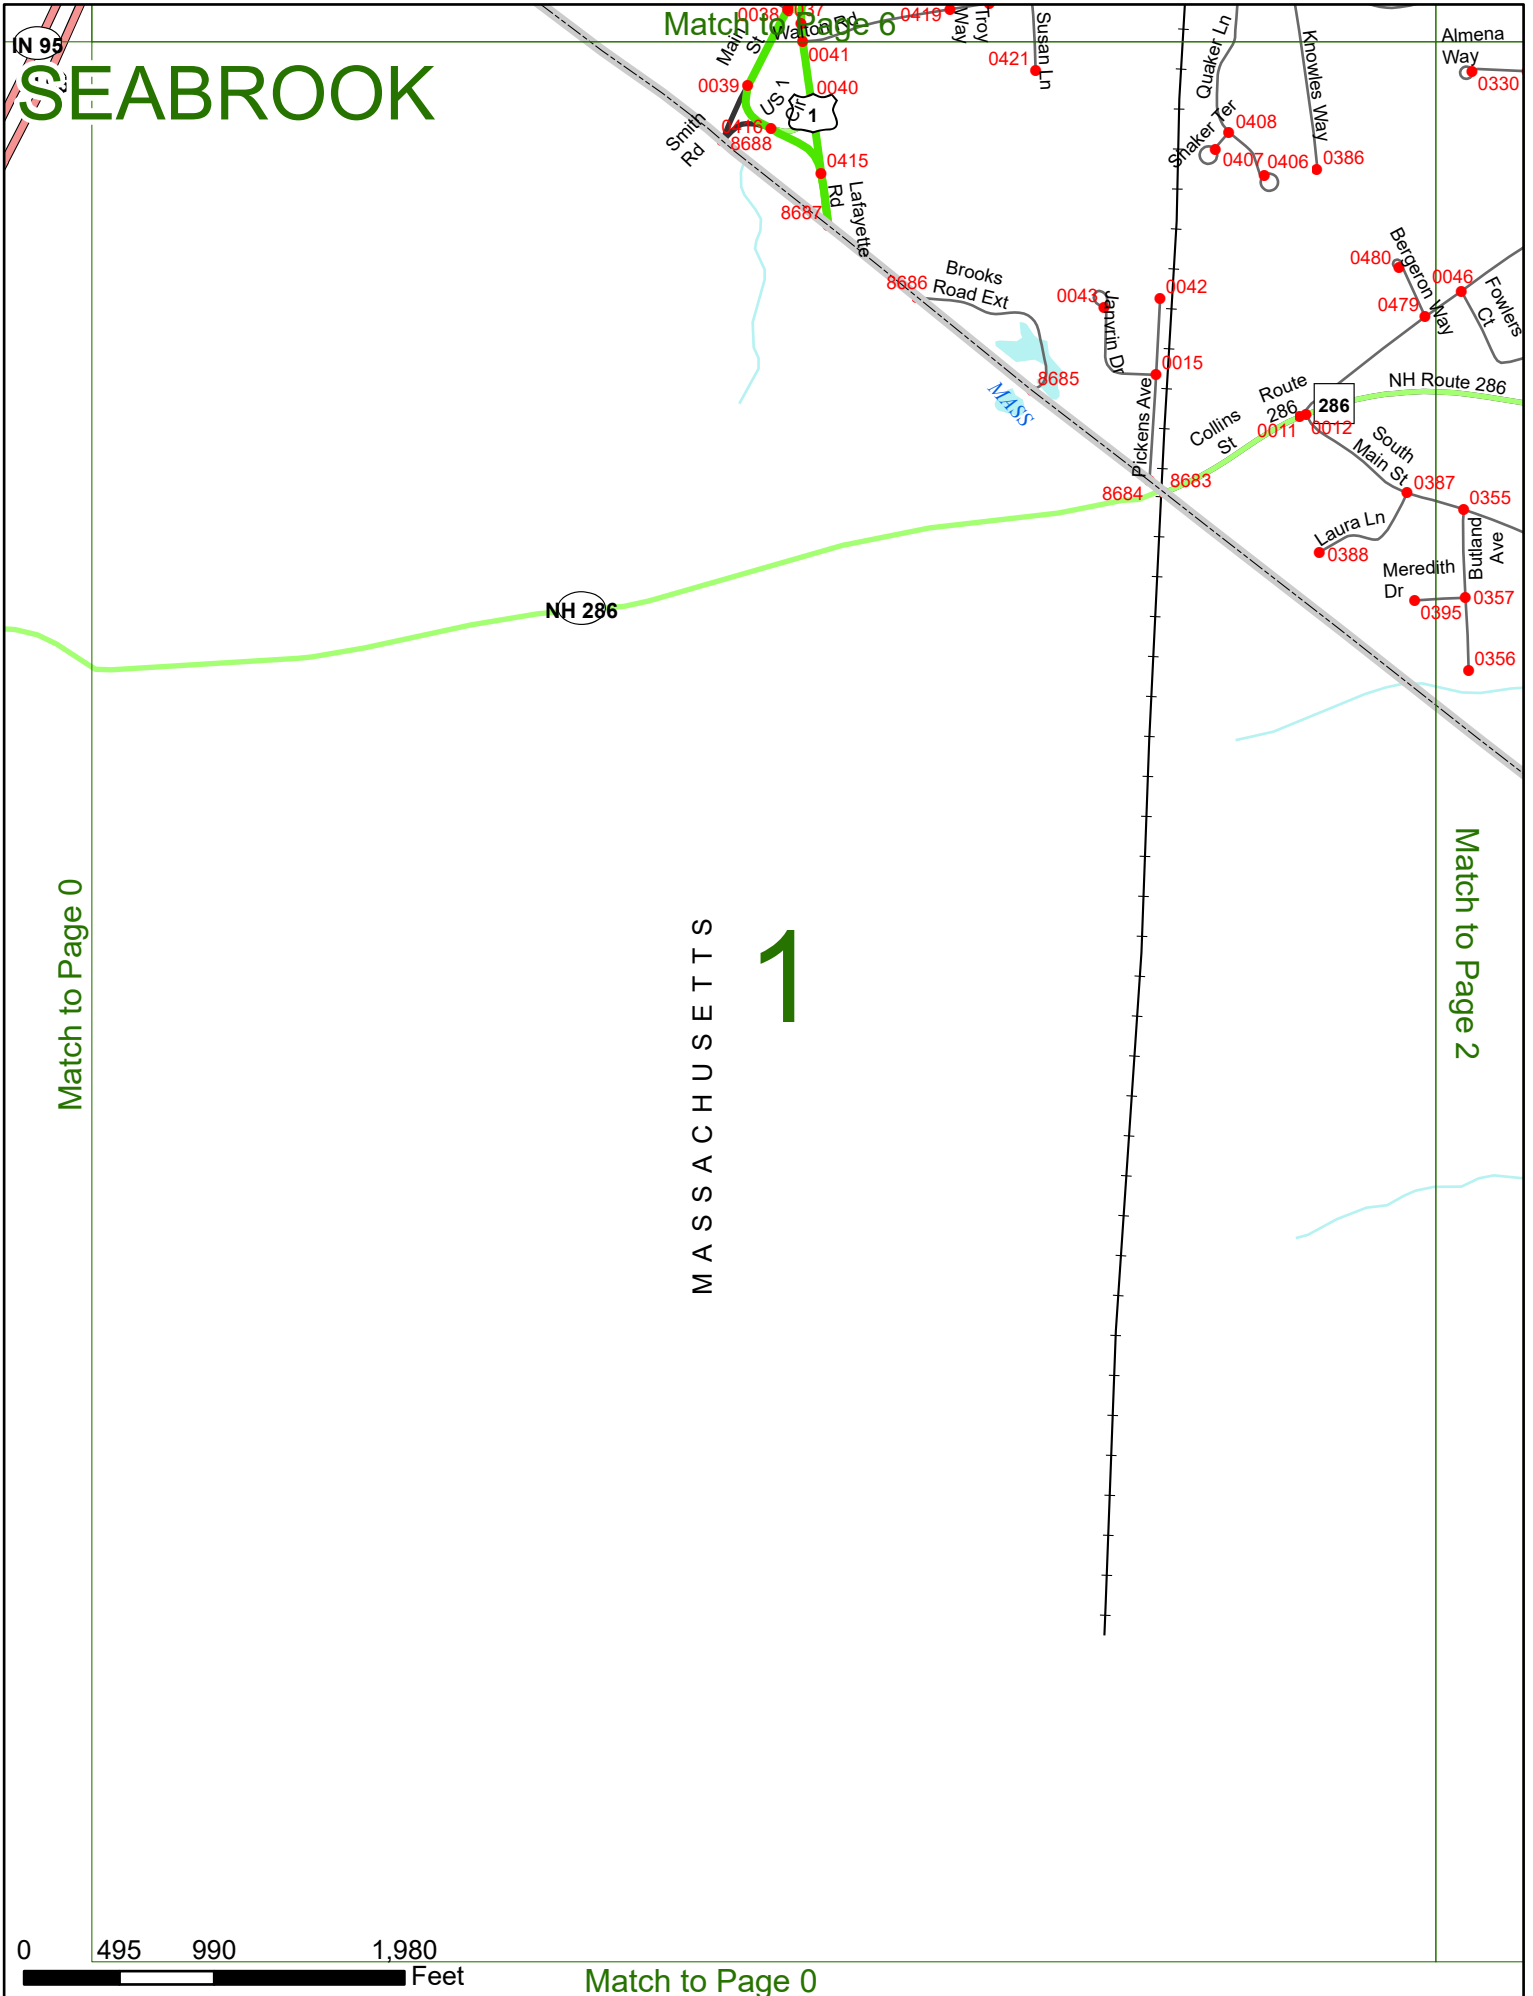 Match to Page 6
IN 95
SEABROOK
0038
Walton Rd
0419
Way
Troy
Susan Ln
0421
Quaker Ln
Knowles Way
Almena
Way
0330
Main
St
0041
0039
0040
US 1
Cir
1
0416
8688
Smith
Rd
0415
Lafayette
Rd
8687
Shaker Ter
0408
0407
0406
0386
8686
Brooks
Road Ext
0043
Janvrin Dr
0042
0015
0480
Bergeron Way
0046
0479
Fowlers
Ct
8685
MASS
Pickens Ave
Collins
St
Route
286
286
NH Route 286
0011
0012
South
Main St
8684
8683
0387
0355
Laura Ln
0388
Butland
Ave
Meredith
Dr
0357
0395
0356
NH 286
Match to Page 0
MASSACHUSETTS
1
Match to Page 2
0
495
990
1,980
Feet
Match to Page 0